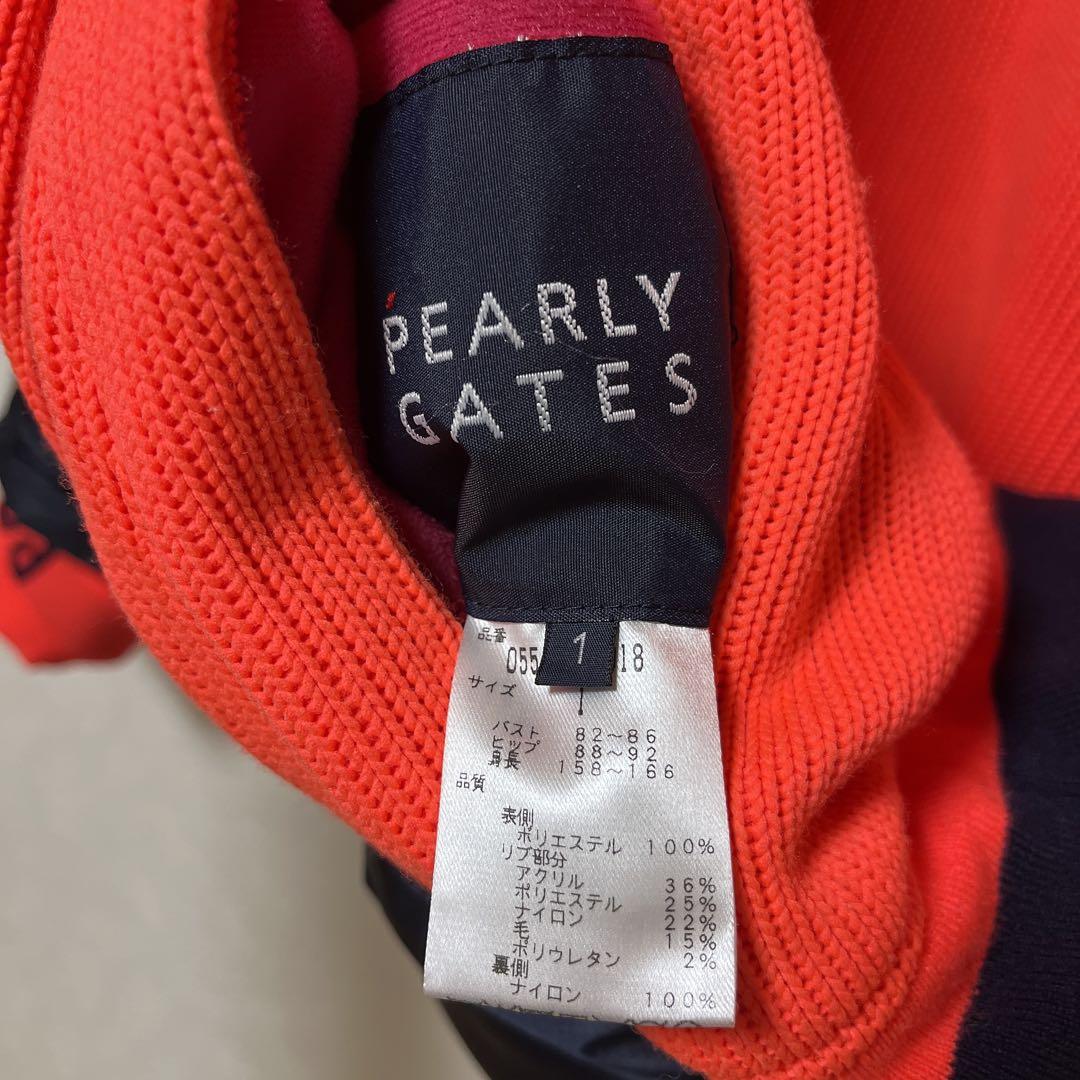 PEARLY
GATES
品番
055
18
1
サイズ
バスト 82~86
ヒップ 88~92
身長 158~166
品質
表側
ポリエステル 100%
リブ部分
アクリル 36%
ポリエステル 25%
ナイロン 22%
毛 15%
ポリウレタン 2%
裏側
ナイロン 100%